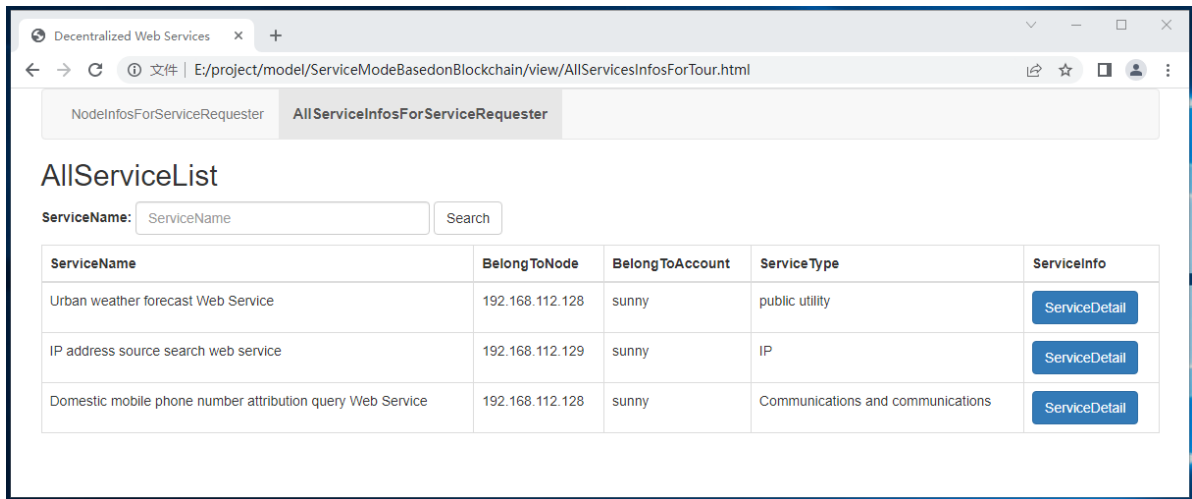 Decentralized Web Services
文件 E:/project/model/ServiceModeBasedonBlockchain/view/AllServicesInfosForTour.html
NodeInfosForServiceRequester AllServiceInfosForServiceRequester
AllServiceList
ServiceName: ServiceName Search
ServiceName BelongToNode BelongToAccount ServiceType ServiceInfo
Urban weather forecast Web Service 192.168.112.128 sunny public utility ServiceDetail
IP address source search web service 192.168.112.129 sunny IP ServiceDetail
Domestic mobile phone number attribution query Web Service 192.168.112.128 sunny Communications and communications ServiceDetail